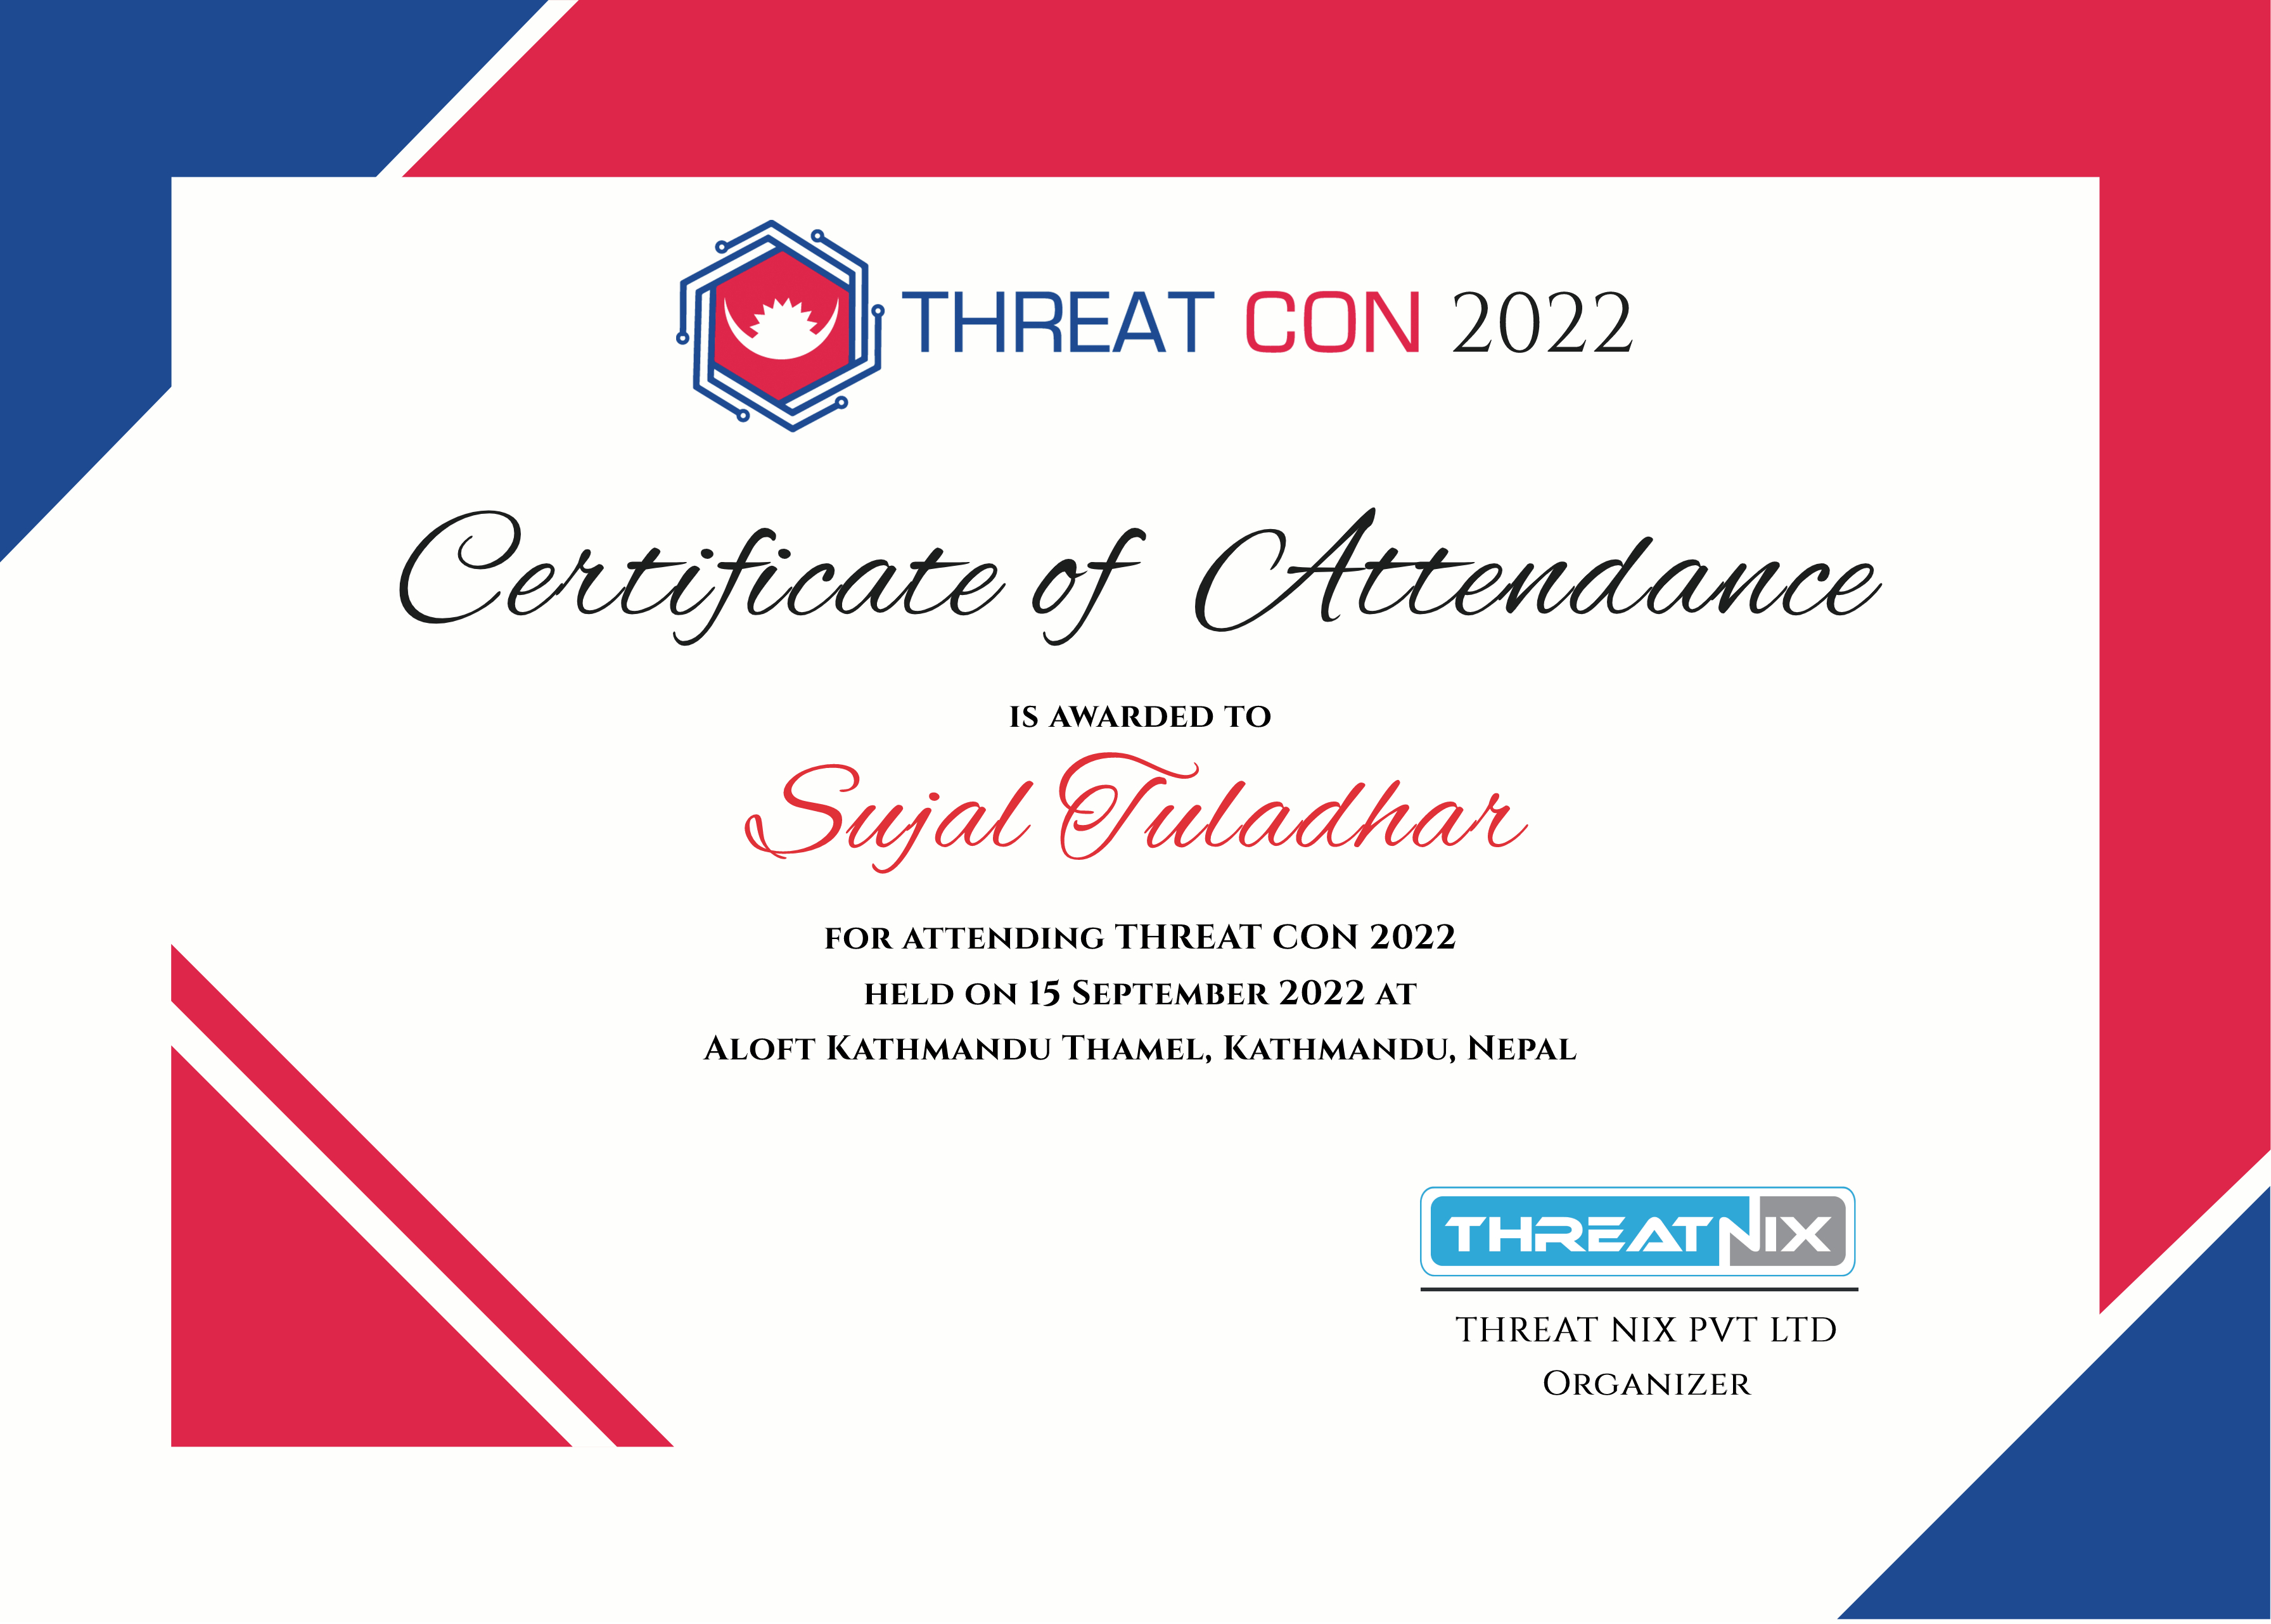 THREAT CON 2022
Certificate of Attendance
IS AWARDED TO
Sujal Tuladhar
FOR ATTENDING THREAT CON 2022
HELD ON 15 SEPTEMBER 2022 AT
ALOFT KATHMANDU THAMEL, KATHMANDU, NEPAL
THREATNIX
THREAT NIX PVT LTD
ORGANIZER